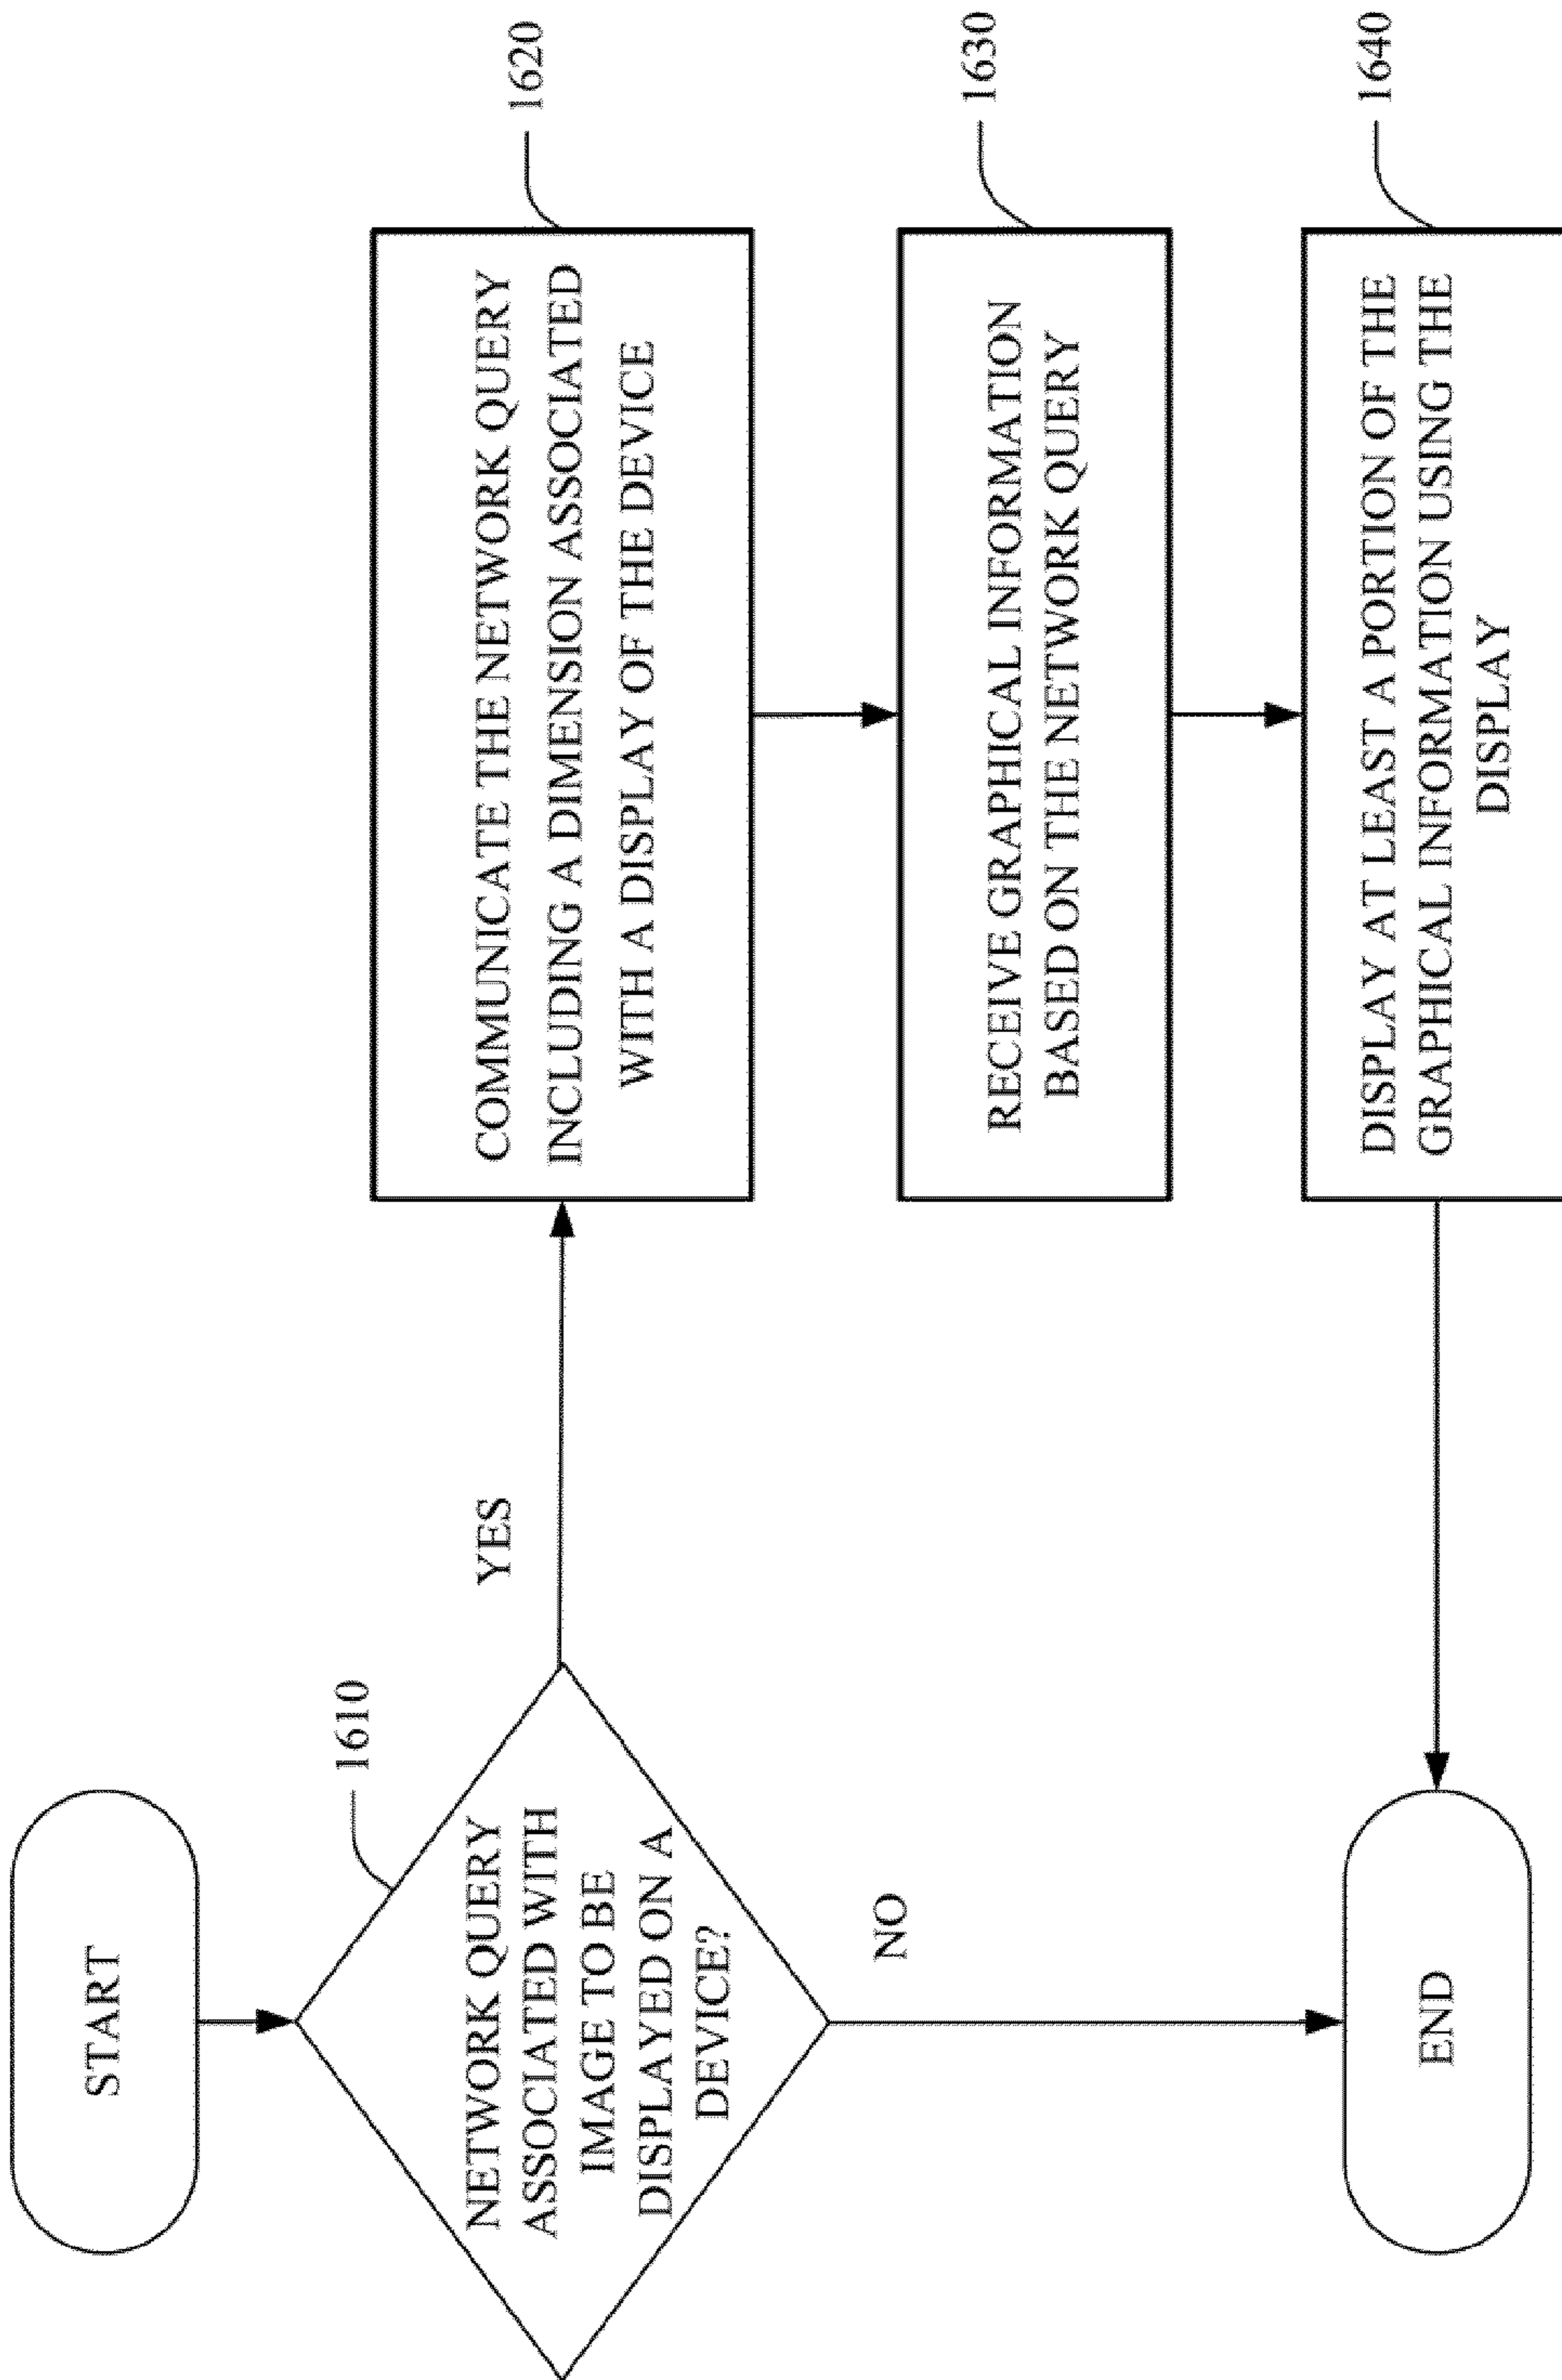 START
1610
NETWORK QUERY
ASSOCIATED WITH
IMAGE TO BE
DISPLAYED ON A
DEVICE?
YES
NO
1620
COMMUNICATE THE NETWORK QUERY
INCLUDING A DIMENSION ASSOCIATED
WITH A DISPLAY OF THE DEVICE
1630
RECEIVE GRAPHICAL INFORMATION
BASED ON THE NETWORK QUERY
1640
DISPLAY AT LEAST A PORTION OF THE
GRAPHICAL INFORMATION USING THE
DISPLAY
END